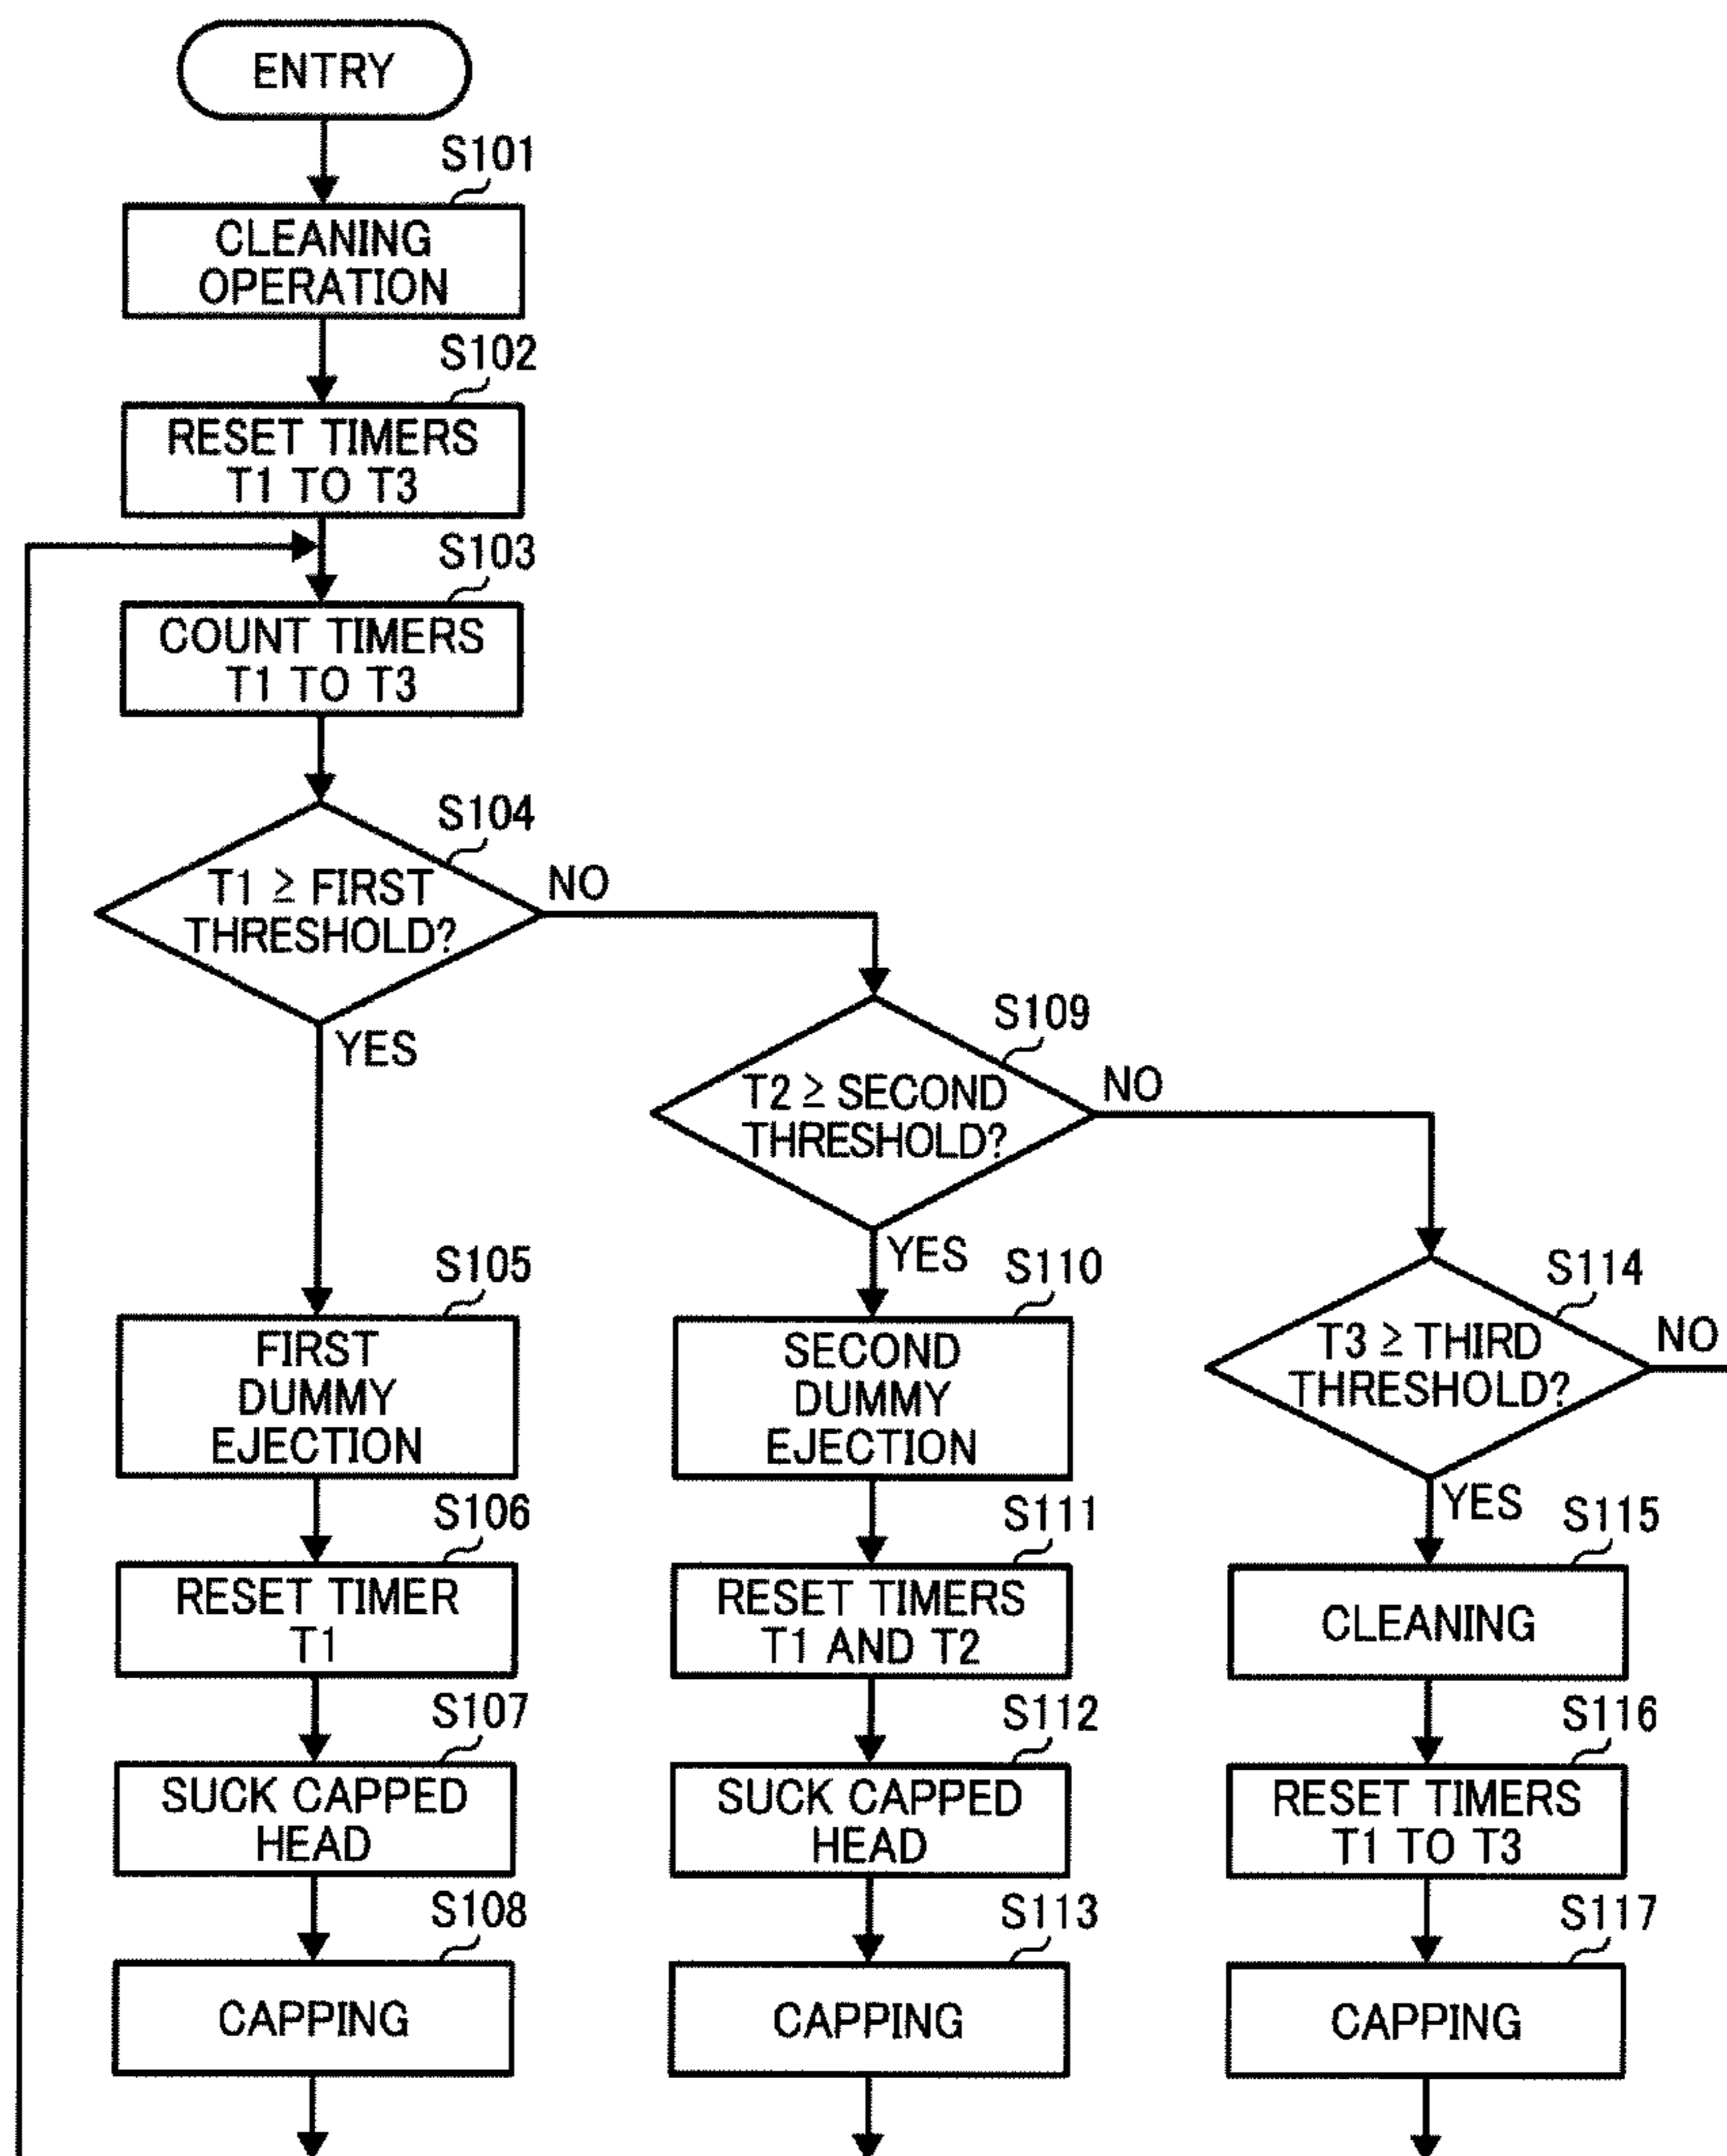 ENTRY
S101
CLEANING
OPERATION
S102
RESET TIMERS
T1 TO T3
S103
COUNT TIMERS
T1 TO T3
S104
T1 ≥ FIRST
THRESHOLD?
NO
YES
S109
T2 ≥ SECOND
THRESHOLD?
NO
YES
S114
T3 ≥ THIRD
THRESHOLD?
NO
YES
S105
FIRST
DUMMY
EJECTION
S106
RESET TIMER
T1
S107
SUCK CAPPED
HEAD
S108
CAPPING
S110
SECOND
DUMMY
EJECTION
S111
RESET TIMERS
T1 AND T2
S112
SUCK CAPPED
HEAD
S113
CAPPING
S115
CLEANING
S116
RESET TIMERS
T1 TO T3
S117
CAPPING